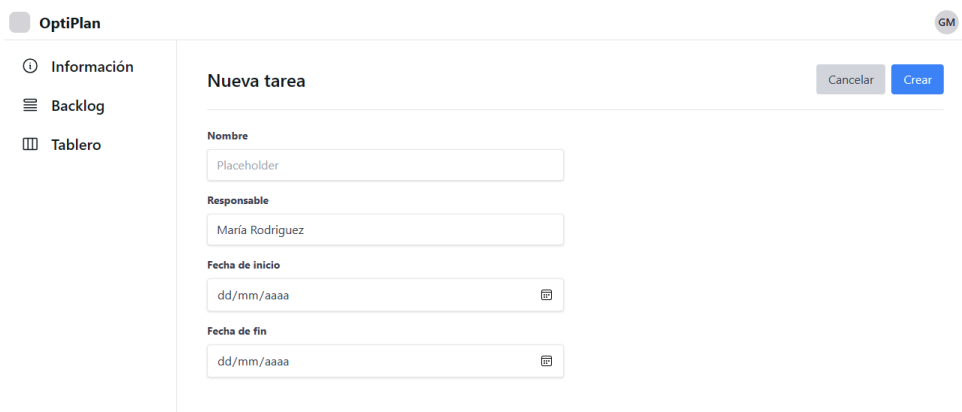 OptiPlan
GM
Información
Backlog
Tablero
Nueva tarea
Cancelar
Crear
Nombre
Placeholder
Responsable
María Rodriguez
Fecha de inicio
dd/mm/aaaa
Fecha de fin
dd/mm/aaaa